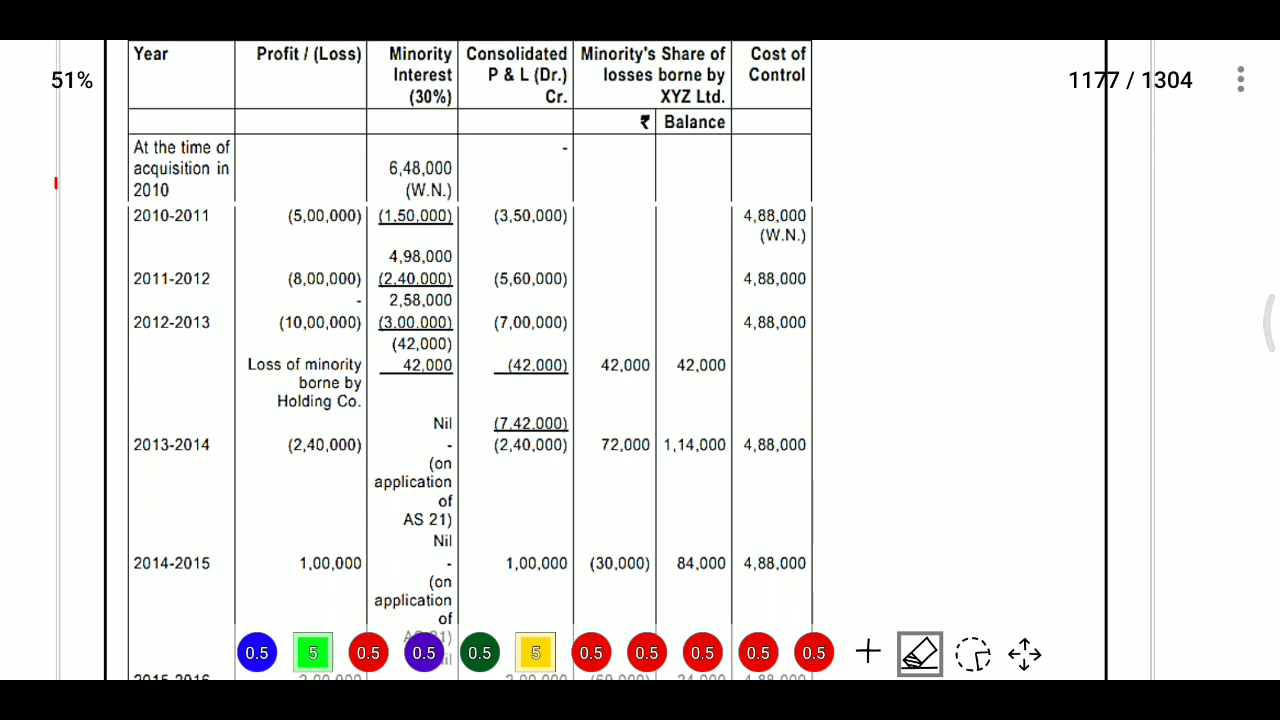 51%
1177 / 1304
Year Profit / (Loss) Minority Consolidated Minority's Share of Cost of
Interest P & L (Dr.) losses borne by Control
(30%) Cr. XYZ Ltd.
₹ Balance
At the time of -
acquisition in 6,48,000
2010 (W.N.)
2010-2011 (5,00,000) (1,50,000) (3,50,000) 4,88,000
(W.N.)
4,98,000
2011-2012 (8,00,000) (2,40,000) (5,60,000) 4,88,000
- 2,58,000
2012-2013 (10,00,000) (3,00,000) (7,00,000) 4,88,000
(42,000)
Loss of minority 42,000 (42,000) 42,000 42,000
borne by
Holding Co.
Nil (7,42,000)
2013-2014 (2,40,000) - (2,40,000) 72,000 1,14,000 4,88,000
(on
application
of
AS 21)
Nil
2014-2015 1,00,000 - 1,00,000 (30,000) 84,000 4,88,000
(on
application
of
AS 21)
0.5 5 0.5 0.5 0.5 5 0.5 0.5 0.5 0.5 0.5